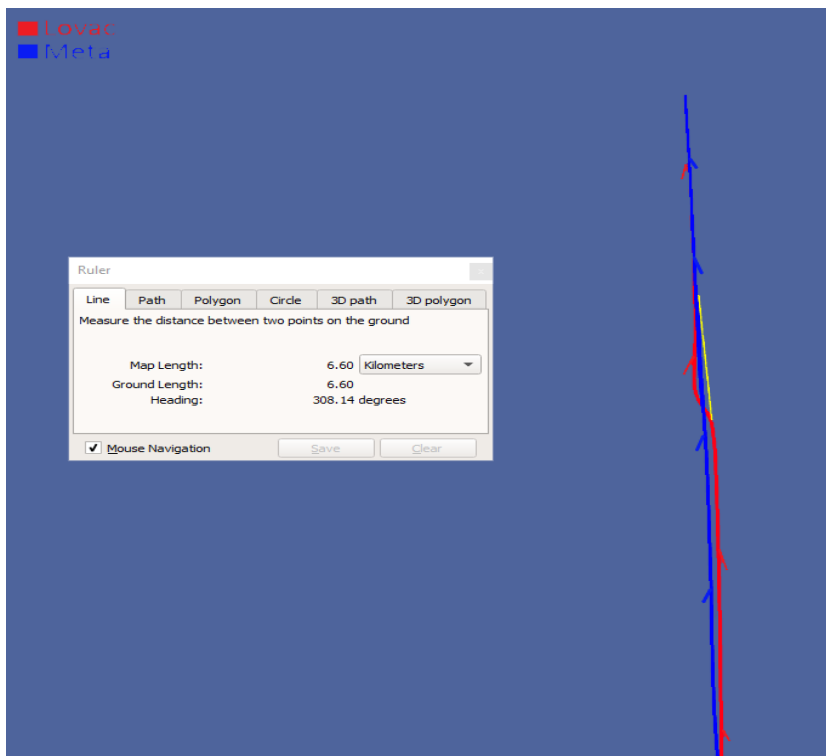 Lovac
Meta
Ruler
Line Path Polygon Circle 3D path 3D polygon
Measure the distance between two points on the ground
Map Length: 6.60 Kilometers
Ground Length: 6.60
Heading: 308.14 degrees
Mouse Navigation Save Clear